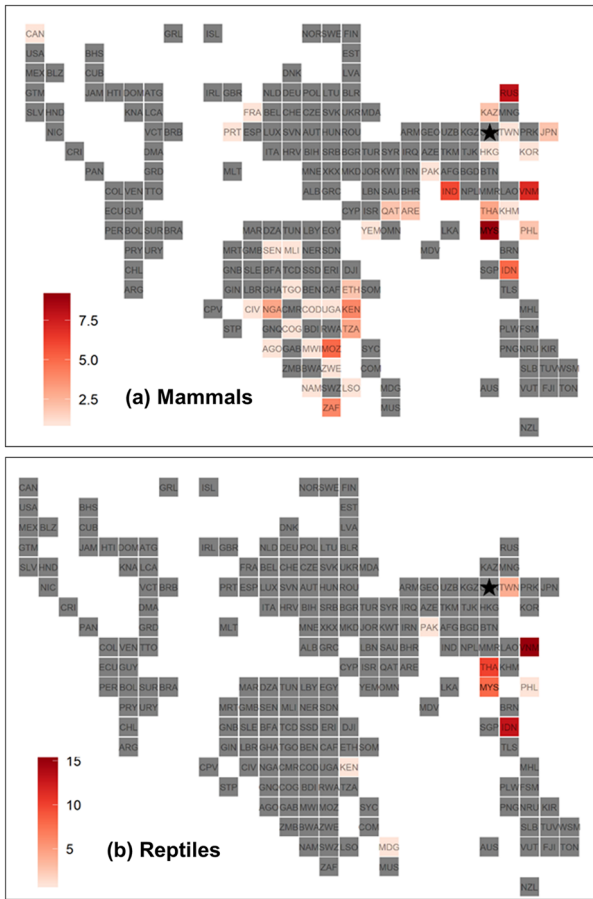 CAN GRL ISL NOR SWE FIN
USA BHS EST
MEX BLZ CUB DNK LVA
GTM JAM HTI DOM ATG IRL GBR NLD DEU POL LTU BLR RUS
SLV HND KNA LCA FRA BEL CHE CZE SVK UKR MDA KAZ MNG
NIC VCT BRB PRT ESP LUX SVN AUT HUN ROU ARM GEO UZB KGZ TWN PRK JPN
CRI DMA ITA HRV BIH SRB BGR TUR SYR IRQ AZE TKM TJK HKG KOR
PAN GRD MLT MNE XKX MKD JOR KWT IRN PAK AFG BGD BTN
COL VEN TTO ALB GRC LBN SAU BHR IND NPL MMR LAO VNM
ECU GUY CYP ISR QAT ARE THA KHM
PER BOL SUR BRA MAR DZA TUN LBY EGY YEM OMN LKA MYS PHL
PRY URY MRT GMB SEN MLI NER SDN MDV BRN
CHL GNB SLE BFA TCD SSD ERI DJI SGP IDN
ARG GIN LBR GHA TGO BEN CAF ETH SOM TLS
CPV CIV NGA CMR COD UGA KEN MHL
7.5
STP GNQ COG BDI RWA TZA PLW FSM
5.0
AGO GAB MWI MOZ SYC PNG NRU KIR
ZMB BWA ZWE COM SLB TUV WSM
2.5
(a) Mammals
NAM SWZ LSO MDG AUS VUT FJI TON
ZAF MUS
NZL
CAN GRL ISL NOR SWE FIN
USA BHS EST
MEX BLZ CUB DNK LVA
GTM JAM HTI DOM ATG IRL GBR NLD DEU POL LTU BLR RUS
SLV HND KNA LCA FRA BEL CHE CZE SVK UKR MDA KAZ MNG
NIC VCT BRB PRT ESP LUX SVN AUT HUN ROU ARM GEO UZB KGZ TWN PRK JPN
CRI DMA ITA HRV BIH SRB BGR TUR SYR IRQ AZE TKM TJK HKG KOR
PAN GRD MLT MNE XKX MKD JOR KWT IRN PAK AFG BGD BTN
COL VEN TTO ALB GRC LBN SAU BHR IND NPL MMR LAO VNM
ECU GUY CYP ISR QAT ARE THA KHM
PER BOL SUR BRA MAR DZA TUN LBY EGY YEM OMN LKA MYS PHL
PRY URY MRT GMB SEN MLI NER SDN MDV BRN
CHL GNB SLE BFA TCD SSD ERI DJI SGP IDN
ARG GIN LBR GHA TGO BEN CAF ETH SOM TLS
15
CPV CIV NGA CMR COD UGA KEN MHL
STP GNQ COG BDI RWA TZA PLW FSM
10
AGO GAB MWI MOZ SYC PNG NRU KIR
ZMB BWA ZWE COM SLB TUV WSM
5
(b) Reptiles
NAM SWZ LSO MDG AUS VUT FJI TON
ZAF MUS
NZL